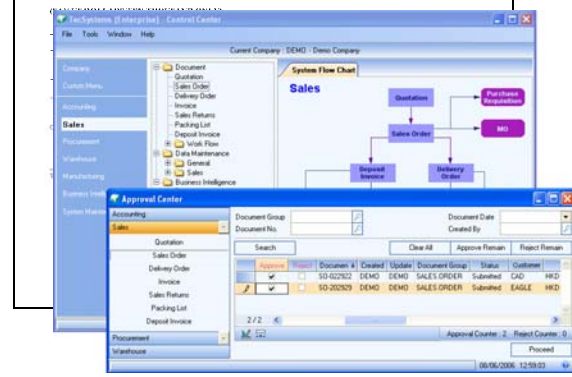 TecSystems (Enterprise) - Control Center
File Tools Window Help
Current Company : DEMO - Demo Company
Company
Custom Menu
Accounting
Sales
Procurement
Warehouse
Manufacturing
Business
System
Document
Quotation
Sales Order
Delivery Order
Invoice
Sales Returns
Packing List
Deposit Invoice
Work Flow
Data Maintenance
General
Sales
Business Intelligence
System Flow Chart
Sales
Quotation
Purchase Requisition
Sales Order
MO
Deposit Invoice
Delivery Order
Approval Center
Accounting
Sales
Quotation
Sales Order
Delivery Order
Invoice
Sales Returns
Packing List
Deposit Invoice
Procurement
Warehouse
Document Group
Document Date
Document No.
Created By
Search
Clear All
Approve Remain
Reject Remain
Approve Reject Documen Created Update Document Group Status Customer
SO-022922 DEMO DEMO SALES.ORDER Submitted CAD HKD
SO-202929 DEMO DEMO SALES.ORDER Submitted EAGLE HKD
2 / 2
Approval Counter : 2 Reject Counter : 0
Proceed
08/06/2006 12:59:03